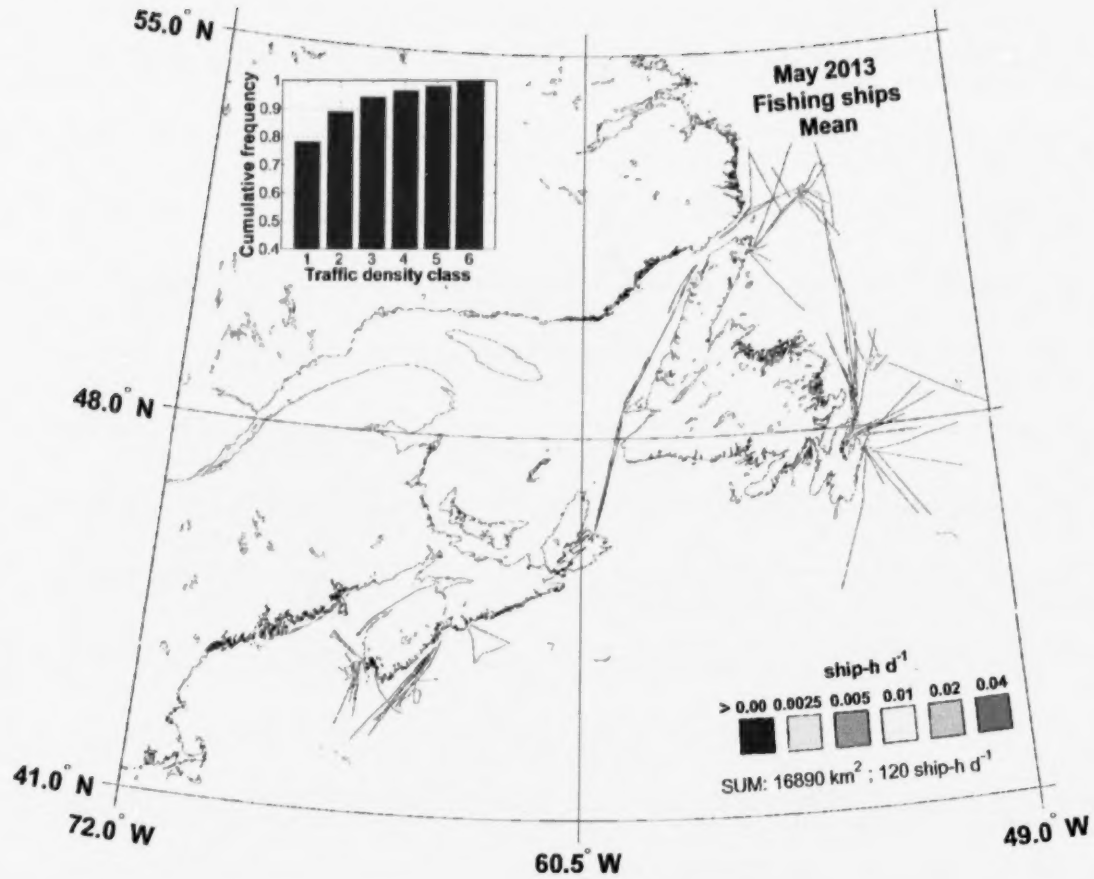 55.0° N
May 2013
Fishing ships
Mean
Cumulative frequency
1
0.9
0.8
0.7
0.6
0.5
0.4
1 2 3 4 5 6
Traffic density class
48.0° N
ship-h d⁻¹
> 0.00 0.0025 0.005 0.01 0.02 0.04
SUM: 16890 km² ; 120 ship-h d⁻¹
41.0° N
72.0° W
60.5° W
49.0° W